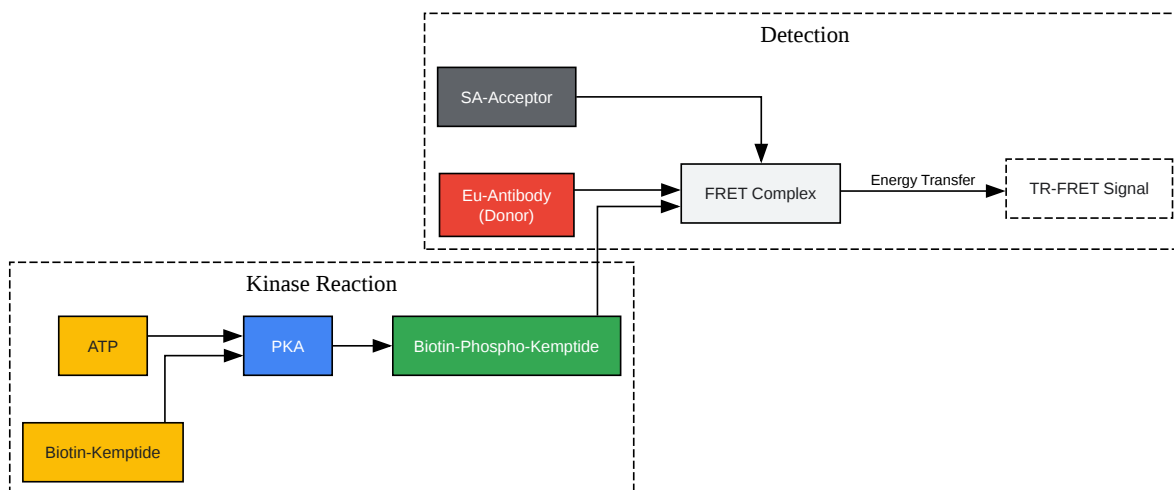 Detection
SA-Acceptor
Eu-Antibody
(Donor)
FRET Complex
Energy Transfer
TR-FRET Signal
Kinase Reaction
ATP
PKA
Biotin-Phospho-Kemptide
Biotin-Kemptide